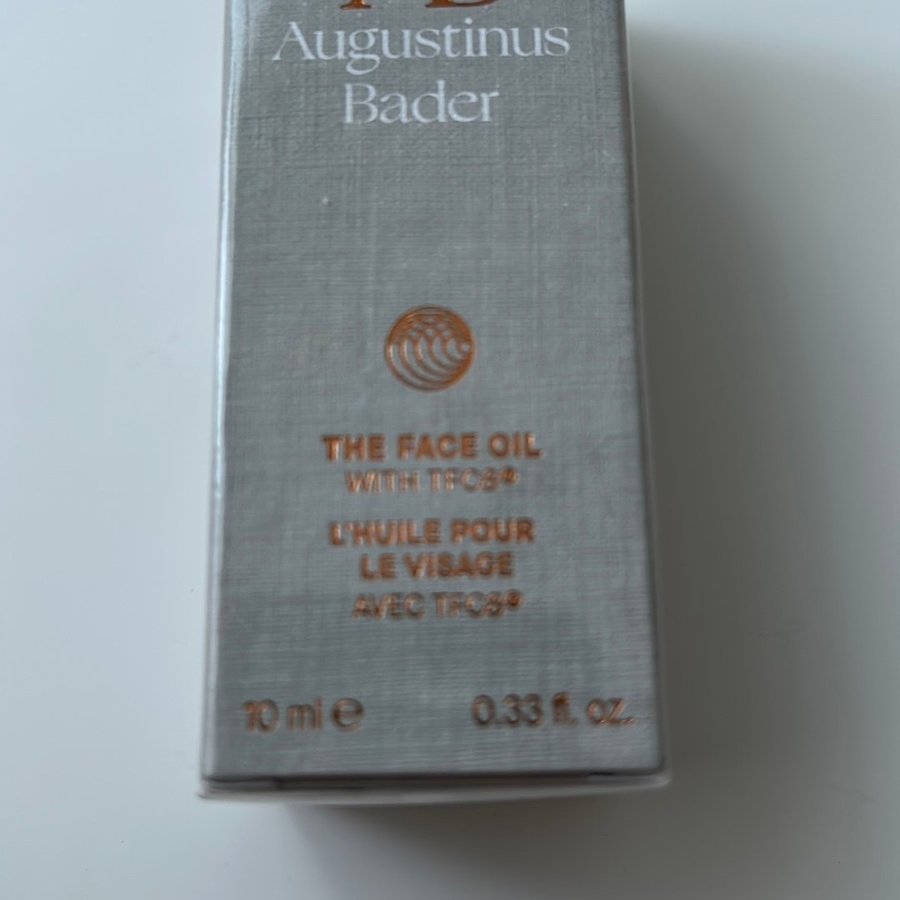 Augustinus
Bader
THE FACE OIL
WITH TFC8®
L'HUILE POUR
LE VISAGE
AVEC TFC8®
10 ml ℮ 0.33 fl. oz.